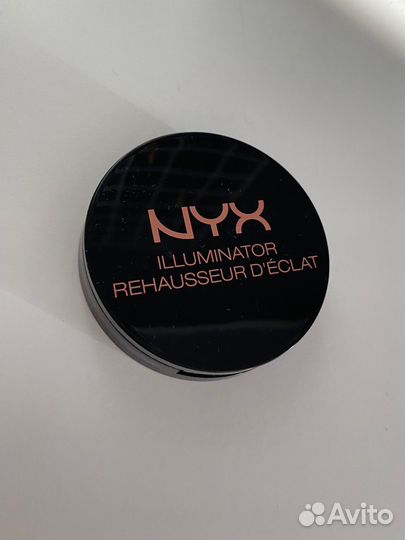 NYX
ILLUMINATOR
REHAUSSEUR D'ÉCLAT
Avito